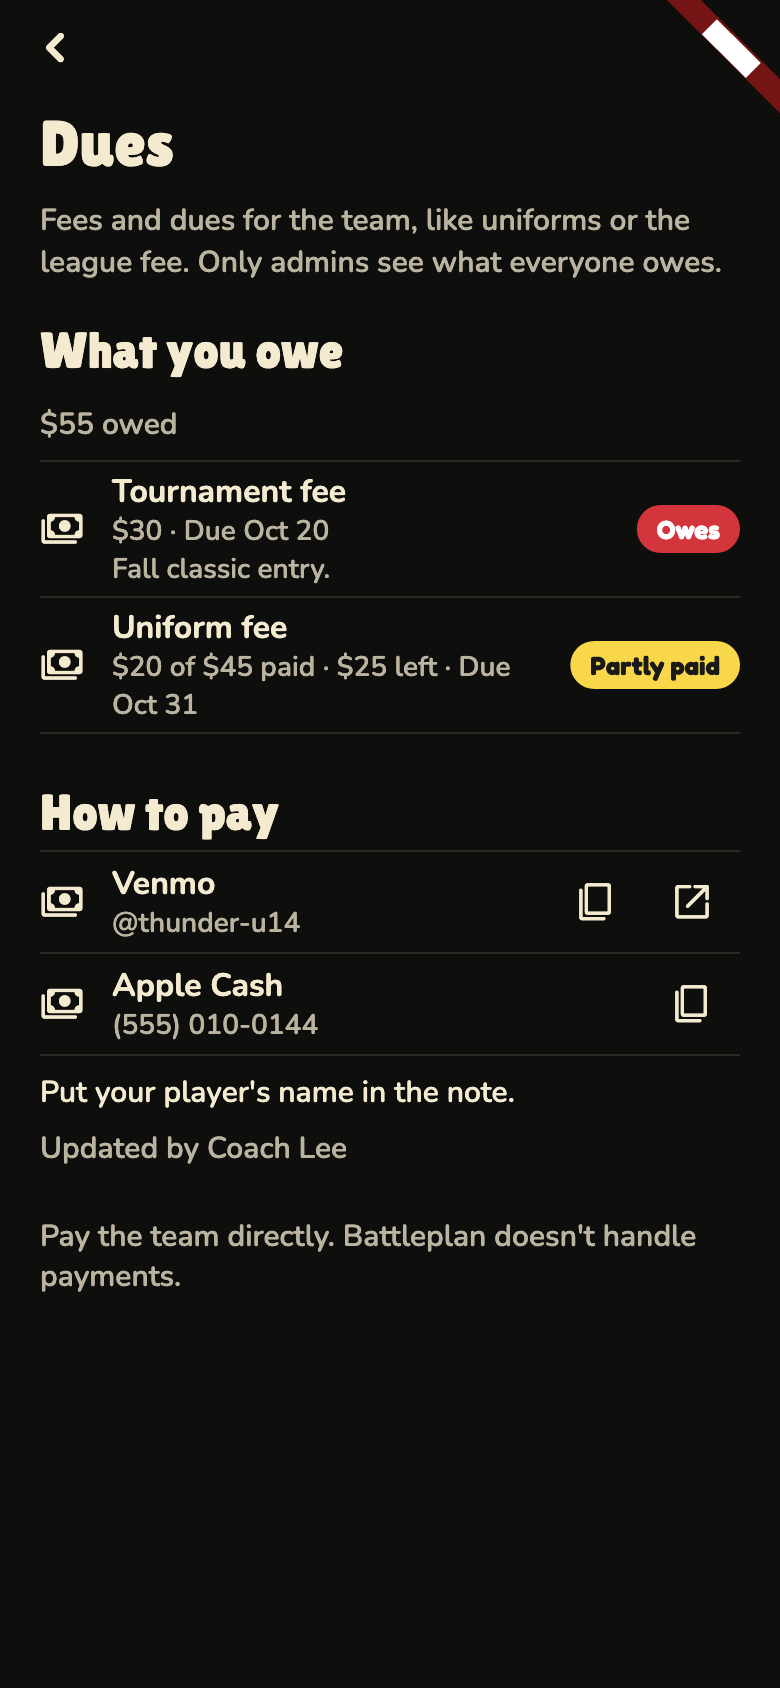 Dues
Fees and dues for the team, like uniforms or the
league fee. Only admins see what everyone owes.
What you owe
$55 owed
Tournament fee
$30 · Due Oct 20
Fall classic entry.
Owes
Uniform fee
$20 of $45 paid · $25 left · Due
Oct 31
Partly paid
How to pay
Venmo
@thunder-u14
Apple Cash
(555) 010-0144
Put your player's name in the note.
Updated by Coach Lee
Pay the team directly. Battleplan doesn't handle
payments.